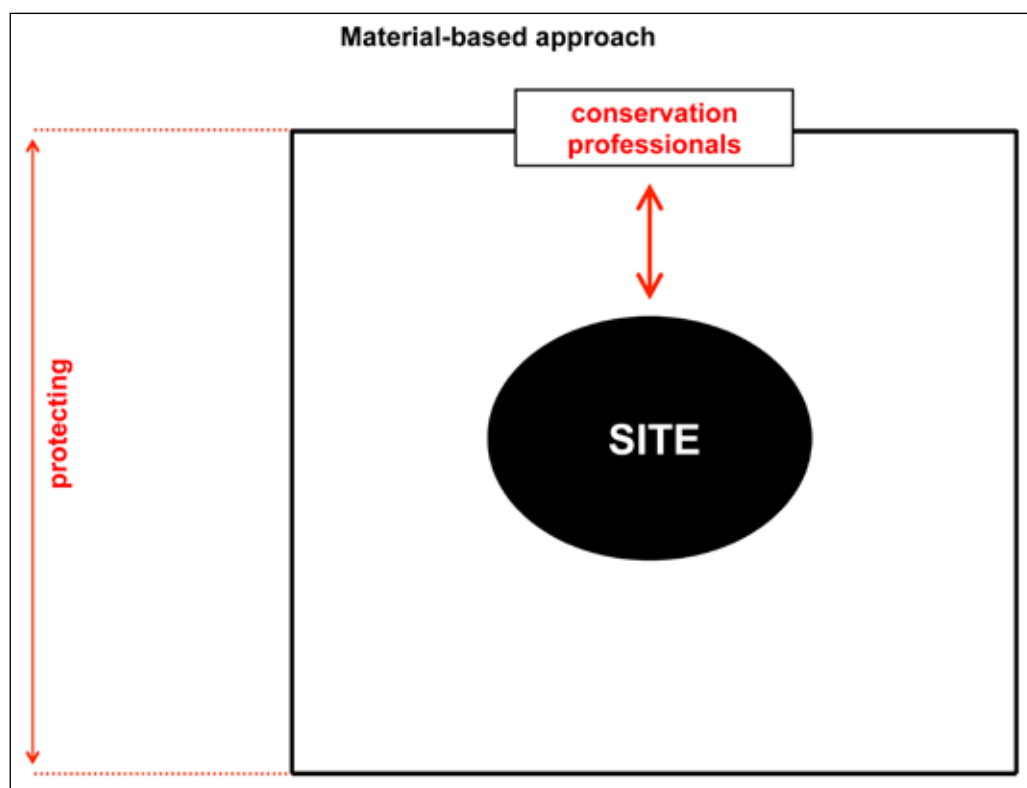 Material-based approach
conservation
professionals
protecting
SITE